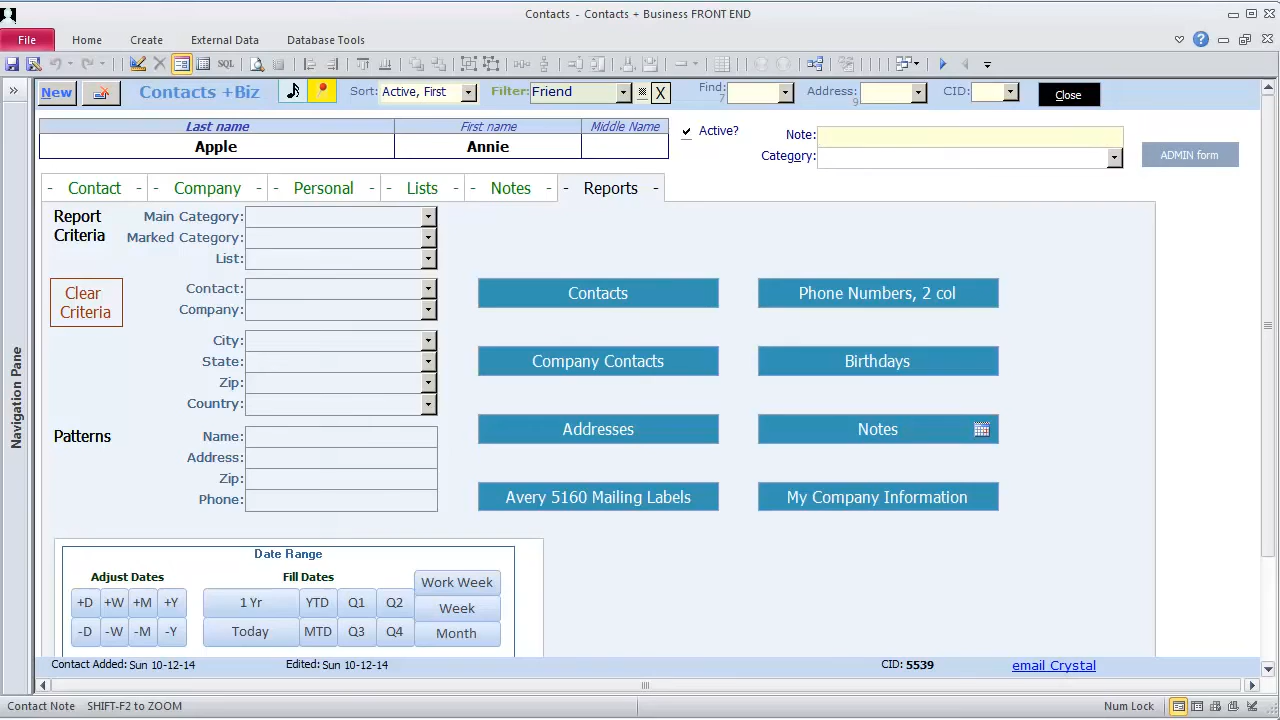 Contacts - Contacts + Business FRONT END
File Home Create External Data Database Tools
SQL
New Contacts +Biz Sort: Active, First Filter: Friend X Find: 7 Address: 9 CID: Close
Last name First name Middle Name
Apple Annie
Active?
Note:
Category:
ADMIN form
- Contact - Company - Personal - Lists - Notes - Reports -
Report Criteria
Main Category:
Marked Category:
List:
Clear Criteria
Contact:
Company:
City:
State:
Zip:
Country:
Patterns
Name:
Address:
Zip:
Phone:
Contacts Phone Numbers, 2 col
Company Contacts Birthdays
Addresses Notes
Avery 5160 Mailing Labels My Company Information
Date Range
Adjust Dates Fill Dates
+D +W +M +Y 1 Yr YTD Q1 Q2 Work Week
Week
-D -W -M -Y Today MTD Q3 Q4 Month
Navigation Pane
Contact Added: Sun 10-12-14 Edited: Sun 10-12-14 CID: 5539 email Crystal
Contact Note SHIFT-F2 to ZOOM Num Lock